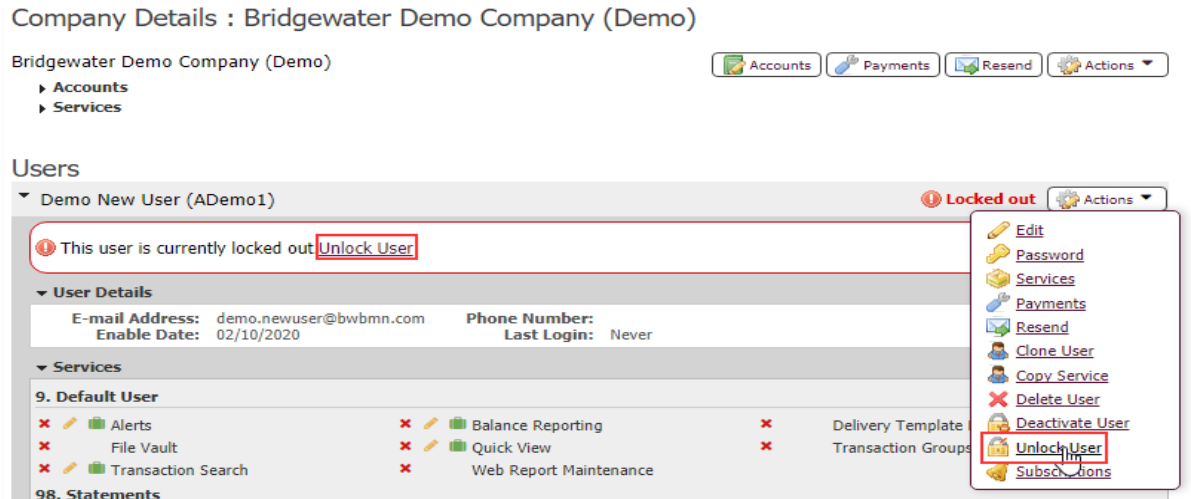 Company Details : Bridgewater Demo Company (Demo)
Bridgewater Demo Company (Demo)
Accounts Payments Resend Actions
Accounts
Services
Users
Demo New User (ADemo1) Locked out Actions
This user is currently locked out Unlock User
User Details
E-mail Address: demo.newuser@bwbmn.com Phone Number:
Enable Date: 02/10/2020 Last Login: Never
Services
9. Default User
Alerts Balance Reporting Delivery Template
File Vault Quick View Transaction Groups
Transaction Search Web Report Maintenance
98. Statements
Edit
Password
Services
Payments
Resend
Clone User
Copy Service
Delete User
Deactivate User
Unlock User
Subscriptions